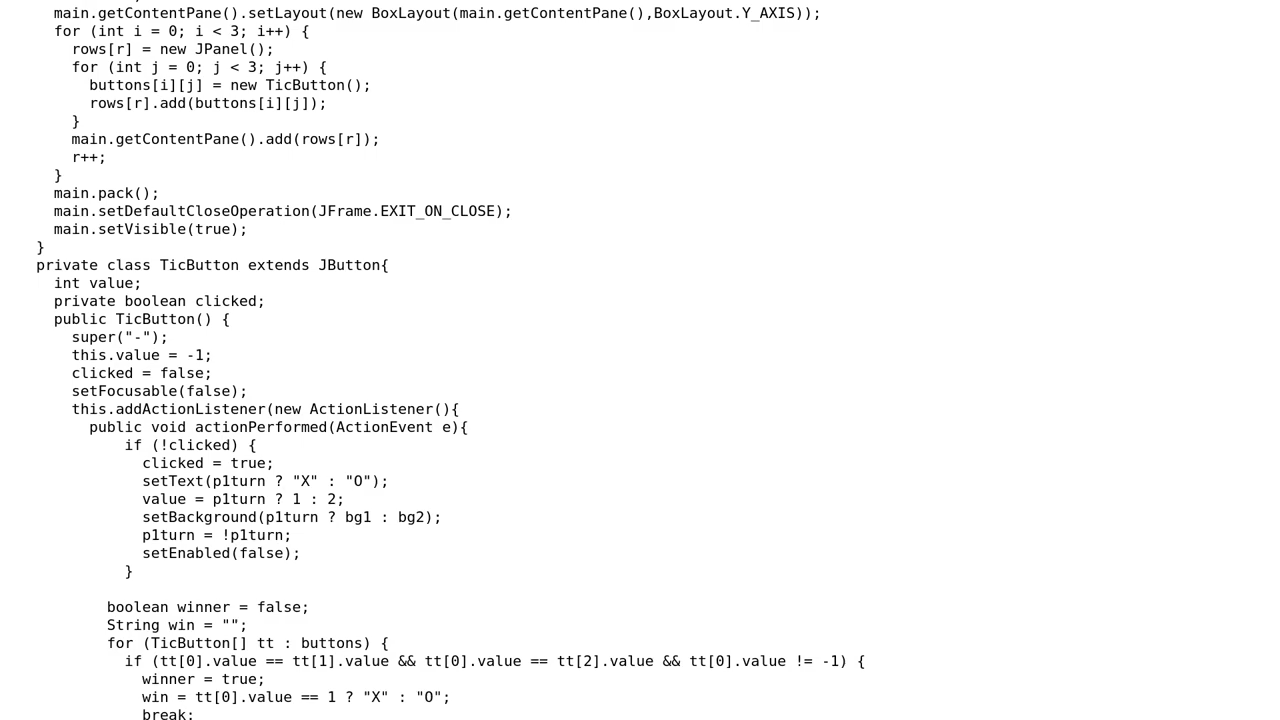 main.getContentPane().setLayout(new BoxLayout(main.getContentPane(),BoxLayout.Y_AXIS));
for (int i = 0; i < 3; i++) {
rows[r] = new JPanel();
for (int j = 0; j < 3; j++) {
buttons[i][j] = new TicButton();
rows[r].add(buttons[i][j]);
}
main.getContentPane().add(rows[r]);
r++;
}
main.pack();
main.setDefaultCloseOperation(JFrame.EXIT_ON_CLOSE);
main.setVisible(true);
}
private class TicButton extends JButton{
int value;
private boolean clicked;
public TicButton() {
super("-");
this.value = -1;
clicked = false;
setFocusable(false);
this.addActionListener(new ActionListener(){
public void actionPerformed(ActionEvent e){
if (!clicked) {
clicked = true;
setText(p1turn ? "X" : "O");
value = p1turn ? 1 : 2;
setBackground(p1turn ? bg1 : bg2);
p1turn = !p1turn;
setEnabled(false);
}
boolean winner = false;
String win = "";
for (TicButton[] tt : buttons) {
if (tt[0].value == tt[1].value && tt[0].value == tt[2].value && tt[0].value != -1) {
winner = true;
win = tt[0].value == 1 ? "X" : "O";
break;